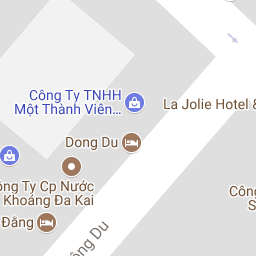 Công Ty TNHH
Một Thành Viên...
La Jolie Hotel &
Dong Du
ông Ty Cp Nước
Khoáng Đa Kai
Công
S
Đằng
ông Du